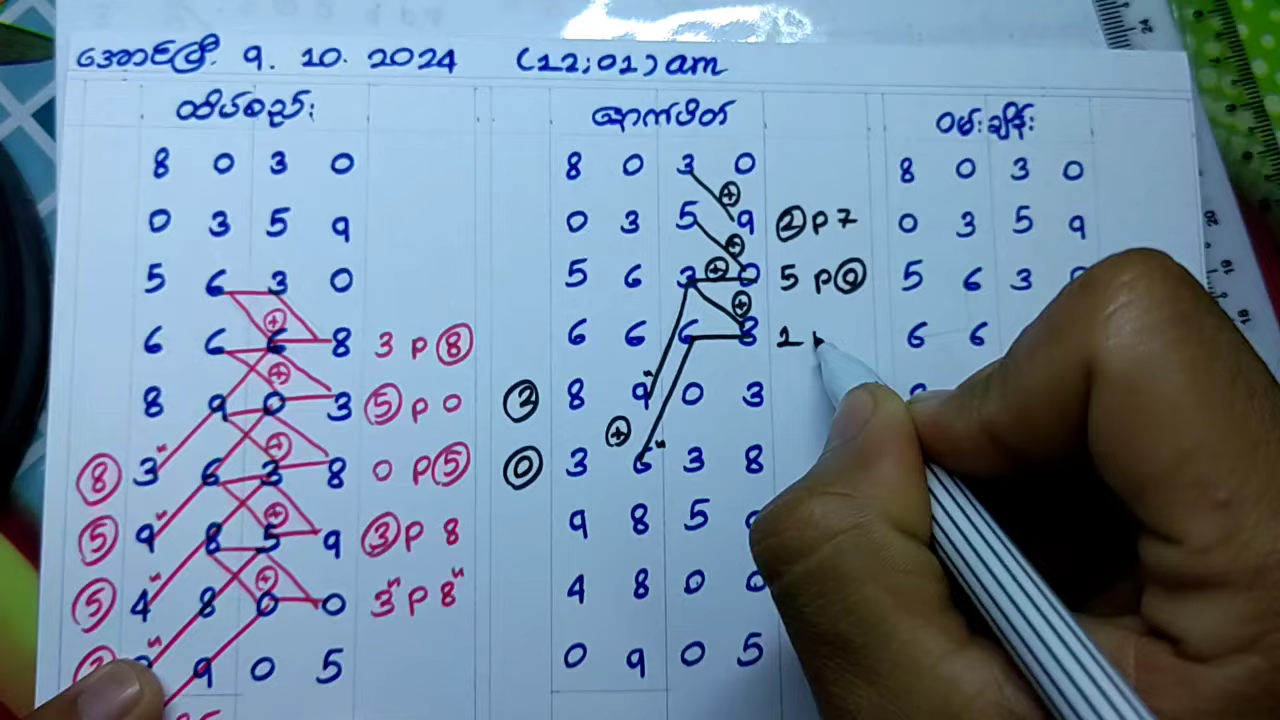 အောင်ဖြိုး 9. 10. 2024 (12;01) am
ထိပ်စည်း နောက်ပိတ် ဝမ်းချိန်း
8 0 3 0 8 0 3 0 8 0 3 0
0 3 5 9 0 3 5 9 ② p 7 0 3 5 9
5 6 3 0 5 6 3 0 5 p ⓪ 5 6 3 0
6 6 6 8 3 p ⑧ 6 6 6 8 1 p 6 6
8 9 0 3 ⑤ p 0 ② 8 9" 0 3
⑧ 3" 6 3 8 0 p ⑤ ⓪ 3 6" 3 8
⑤ 9" 8 5 9 ③ p 8 9 8 5
⑤ 4" 8 0 0 3" p 8" 4 8 0 0
9 0 5 0 9 0 5